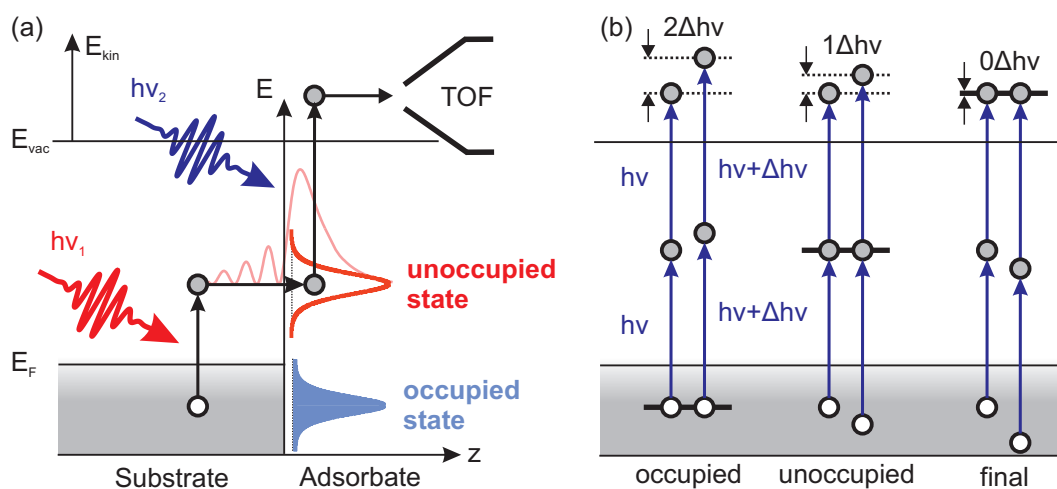 (a)
E_kin
hν_2
E
TOF
E_vac
hν_1
unoccupied
state
E_F
occupied
state
z
Substrate
Adsorbate
(b)
2Δhν
1Δhν
0Δhν
hν
hν+Δhν
hν
hν+Δhν
occupied
unoccupied
final